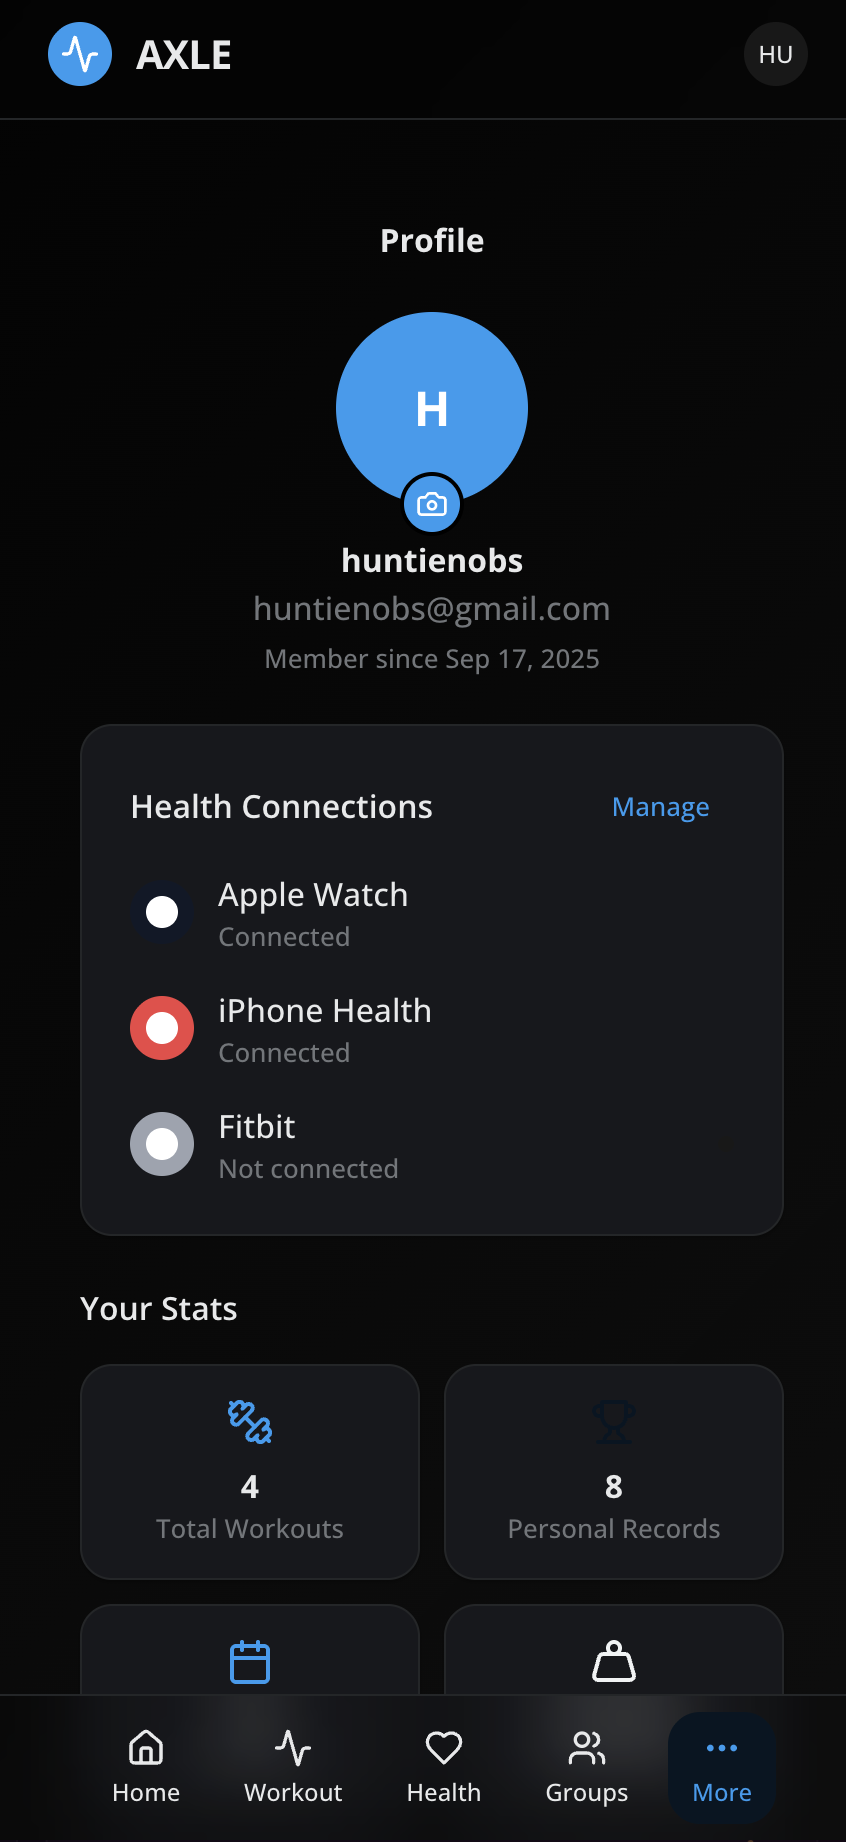 AXLE
HU
Profile
H
huntienobs
huntienobs@gmail.com
Member since Sep 17, 2025
Health Connections
Manage
Apple Watch
Connected
iPhone Health
Connected
Fitbit
Not connected
Your Stats
4
Total Workouts
8
Personal Records
Home
Workout
Health
Groups
More